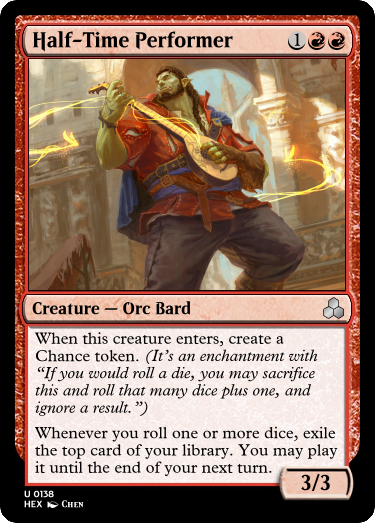 Half-Time Performer 1
Creature — Orc Bard
When this creature enters, create a
Chance token. (It's an enchantment with
“If you would roll a die, you may sacrifice
this and roll that many dice plus one, and
ignore a result.”)
Whenever you roll one or more dice, exile
the top card of your library. You may play
it until the end of your next turn.
3/3
U 0138
HEX Chen